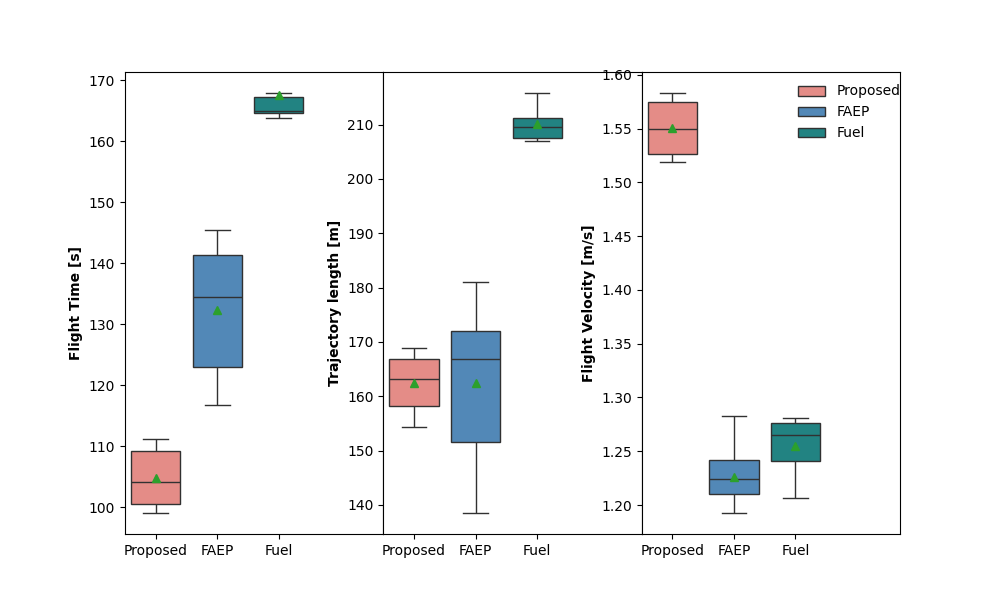 Flight Time [s]
170
160
150
140
130
120
110
100
Proposed FAEP Fuel
Trajectory length [m]
210
200
190
180
170
160
150
140
Proposed FAEP Fuel
Flight Velocity [m/s]
1.60
1.55
1.50
1.45
1.40
1.35
1.30
1.25
1.20
Proposed FAEP Fuel
Proposed
FAEP
Fuel